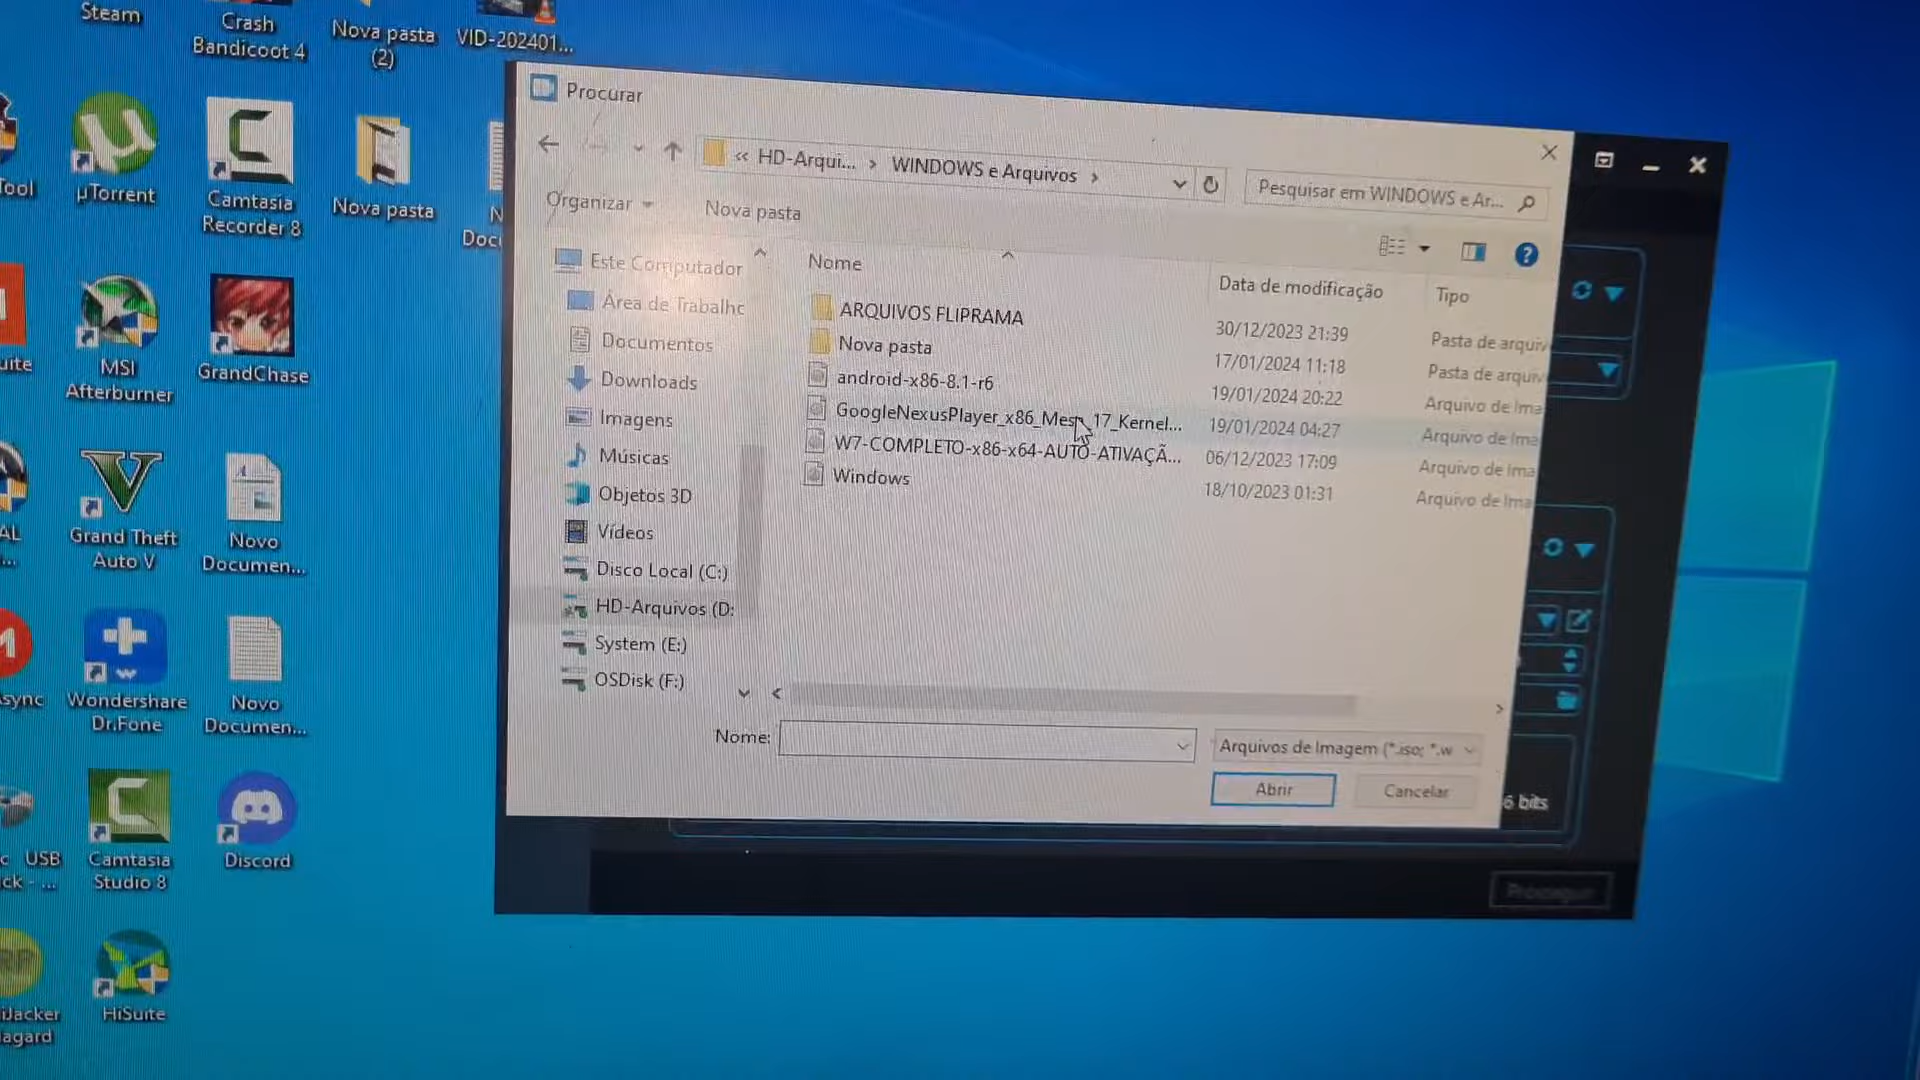 Steam
Crash
Bandicoot 4
Nova pasta
(2)
VID-202401...
µTorrent
Camtasia
Recorder 8
Nova pasta
MSI
Afterburner
GrandChase
Grand Theft
Auto V
Novo
Documen...
Wondershare
Dr.Fone
Novo
Documen...
USB
Camtasia
Studio 8
Discord
HiSuite
Procurar
« HD-Arqui... › WINDOWS e Arquivos ›
Pesquisar em WINDOWS e Ar...
Organizar
Nova pasta
Este Computador
Área de Trabalhc
Documentos
Downloads
Imagens
Músicas
Objetos 3D
Vídeos
Disco Local (C:)
HD-Arquivos (D:
System (E:)
OSDisk (F:)
Nome Data de modificação Tipo
ARQUIVOS FLIPRAMA 30/12/2023 21:39 Pasta de arquiv
Nova pasta 17/01/2024 11:18 Pasta de arquiv
android-x86-8.1-r6 19/01/2024 20:22 Arquivo de Ima
GoogleNexusPlayer_x86_Mesa_17_Kernel... 19/01/2024 04:27 Arquivo de Ima
W7-COMPLETO-x86-x64-AUTO-ATIVAÇÃ... 06/12/2023 17:09 Arquivo de Ima
Windows 18/10/2023 01:31 Arquivo de Ima
Nome:
Arquivos de Imagem (*.iso; *.w
Abrir
Cancelar
6 bits
Prosseguir